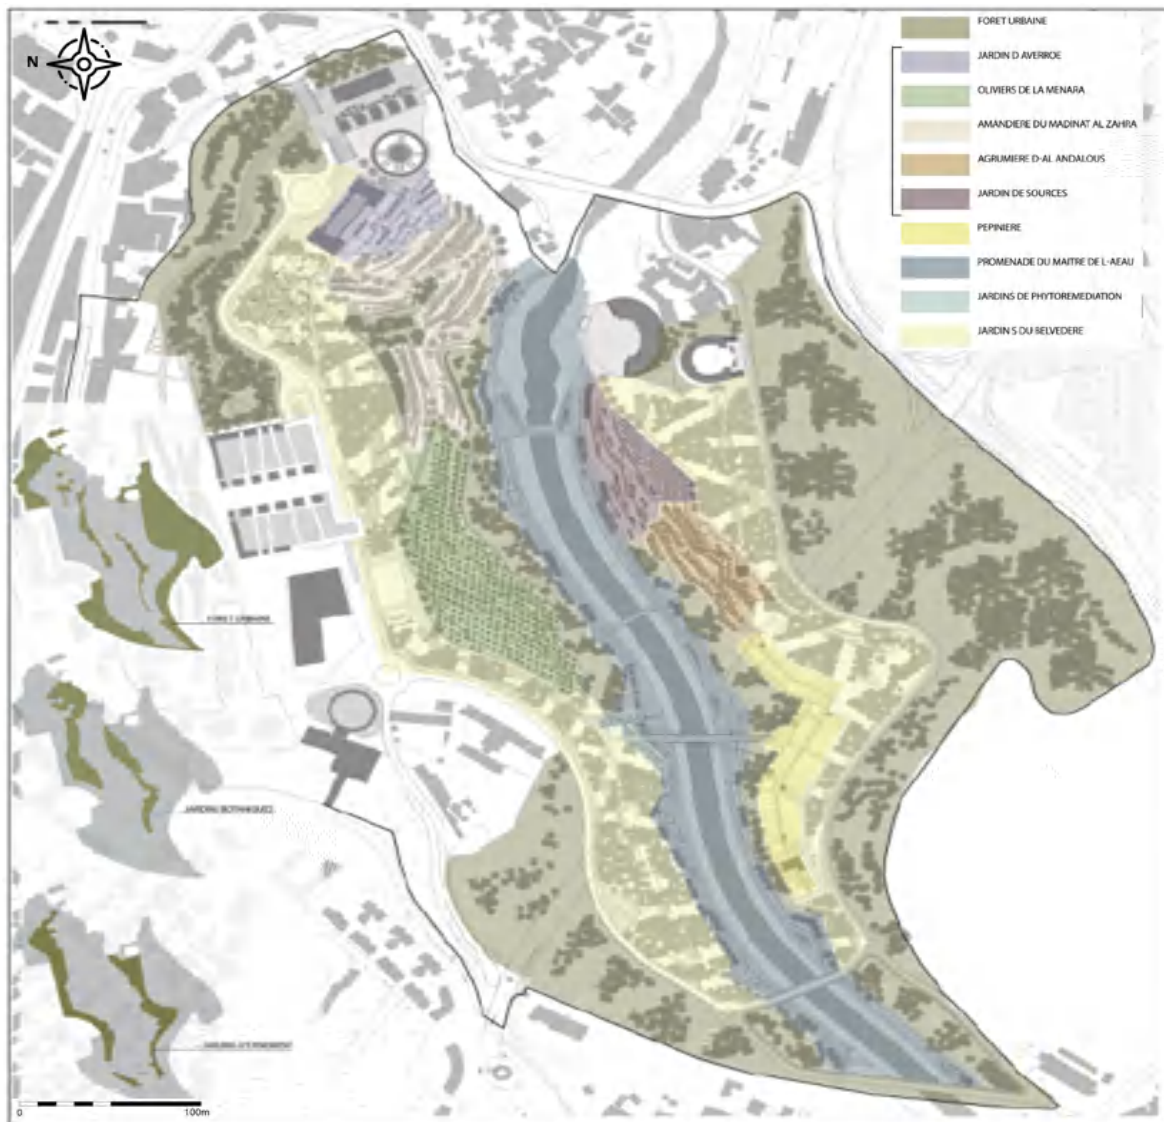 N
FORET URBAINE
JARDIN D AVERROE
OLIVIERS DE LA MENARA
AMANDIERE DU MADINAT AL ZAHRA
AGRUMIERE D-AL ANDALOUS
JARDIN DE SOURCES
PEPINIERE
PROMENADE DU MAITRE DE L-AEAU
JARDINS DE PHYTOREMEDIATION
JARDIN S DU BELVEDERE
FORET URBAINE
0 100m